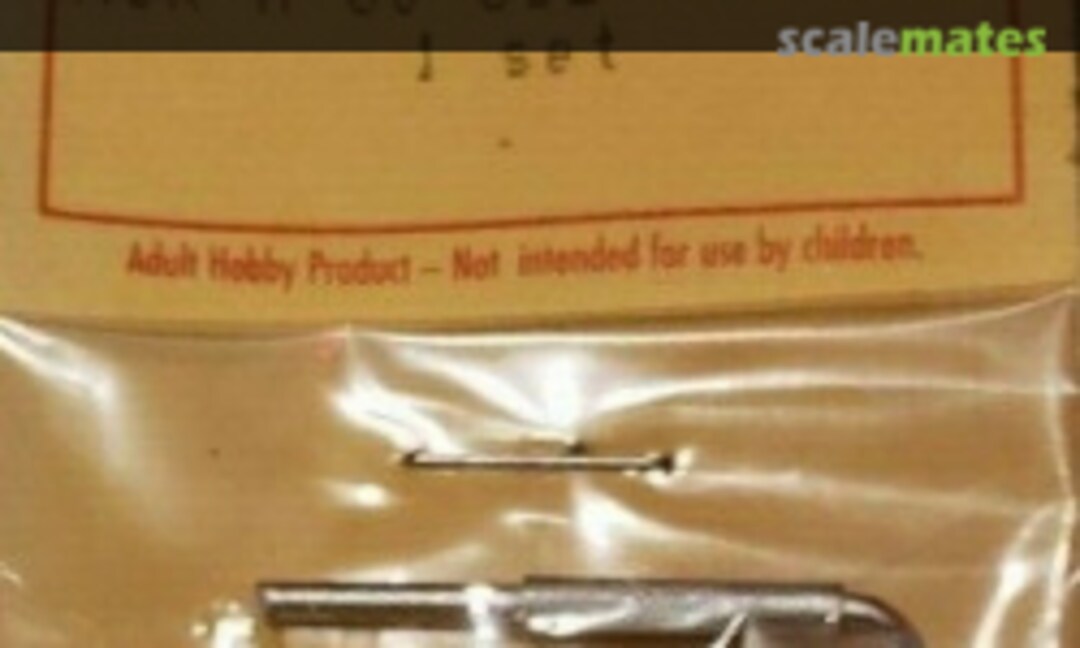 scalemates
1 set
Adult Hobby Product – Not intended for use by children.